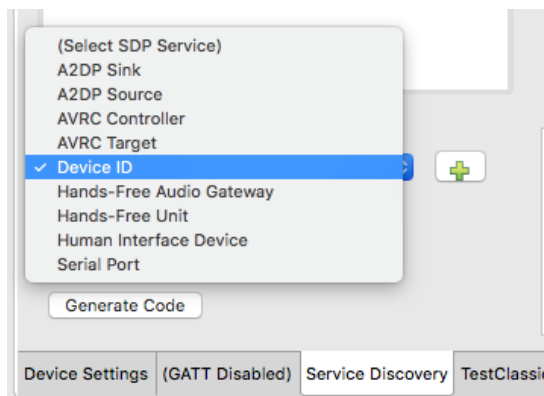 (Select SDP Service)
A2DP Sink
A2DP Source
AVRC Controller
AVRC Target
✓ Device ID
Hands-Free Audio Gateway
Hands-Free Unit
Human Interface Device
Serial Port
Generate Code
Device Settings (GATT Disabled) Service Discovery